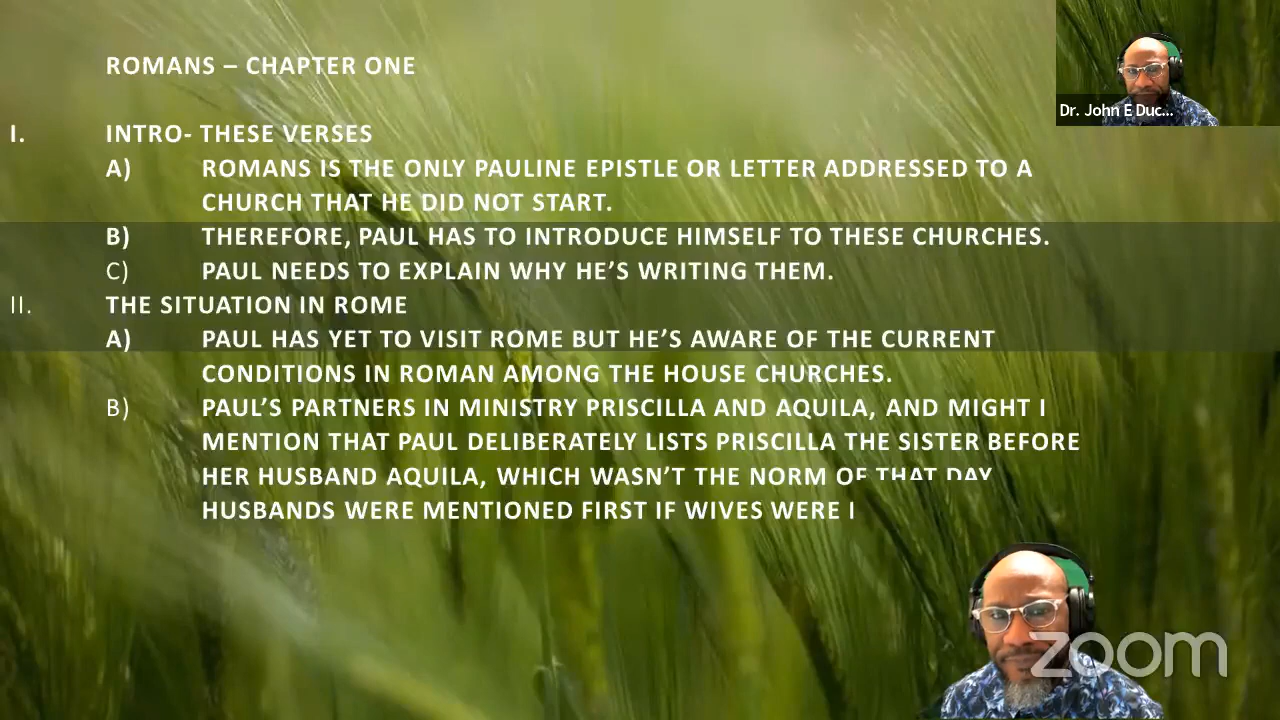 ROMANS – CHAPTER ONE
I. INTRO- THESE VERSES
A) ROMANS IS THE ONLY PAULINE EPISTLE OR LETTER ADDRESSED TO A
CHURCH THAT HE DID NOT START.
B) THEREFORE, PAUL HAS TO INTRODUCE HIMSELF TO THESE CHURCHES.
C) PAUL NEEDS TO EXPLAIN WHY HE’S WRITING THEM.
II. THE SITUATION IN ROME
A) PAUL HAS YET TO VISIT ROME BUT HE’S AWARE OF THE CURRENT
CONDITIONS IN ROMAN AMONG THE HOUSE CHURCHES.
B) PAUL’S PARTNERS IN MINISTRY PRISCILLA AND AQUILA, AND MIGHT I
MENTION THAT PAUL DELIBERATELY LISTS PRISCILLA THE SISTER BEFORE
HER HUSBAND AQUILA, WHICH WASN’T THE NORM OF THAT DAY
HUSBANDS WERE MENTIONED FIRST IF WIVES WERE
Dr. John E Duc...
zoom